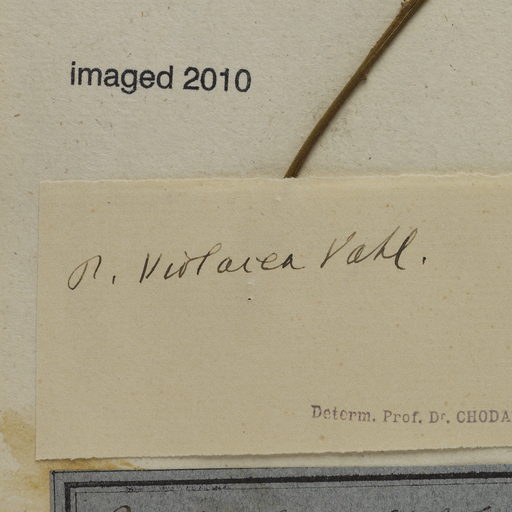 imaged 2010
P. Violacea Vahl.
Determ. Prof. Dr. CHODA